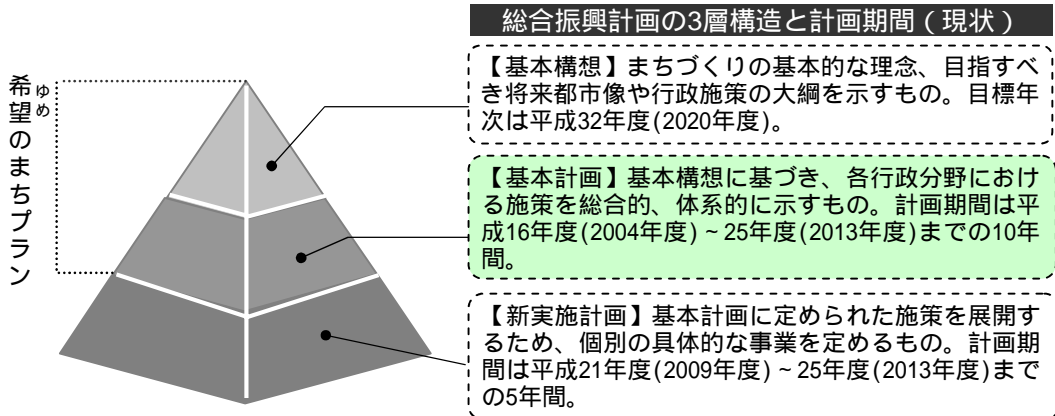 総合振興計画の3層構造と計画期間(現状)
【基本構想】まちづくりの基本的な理念、目指すべ
き将来都市像や行政施策の大綱を示すもの。目標年
次は平成32年度(2020年度)。
【基本計画】基本構想に基づき、各行政分野におけ
る施策を総合的、体系的に示すもの。計画期間は平
成16年度(2004年度)~25年度(2013年度)までの10年
間。
【新実施計画】基本計画に定められた施策を展開す
るため、個別の具体的な事業を定めるもの。計画期
間は平成21年度(2009年度)~25年度(2013年度)まで
の5年間。
希望のまちプラン
ゆめ